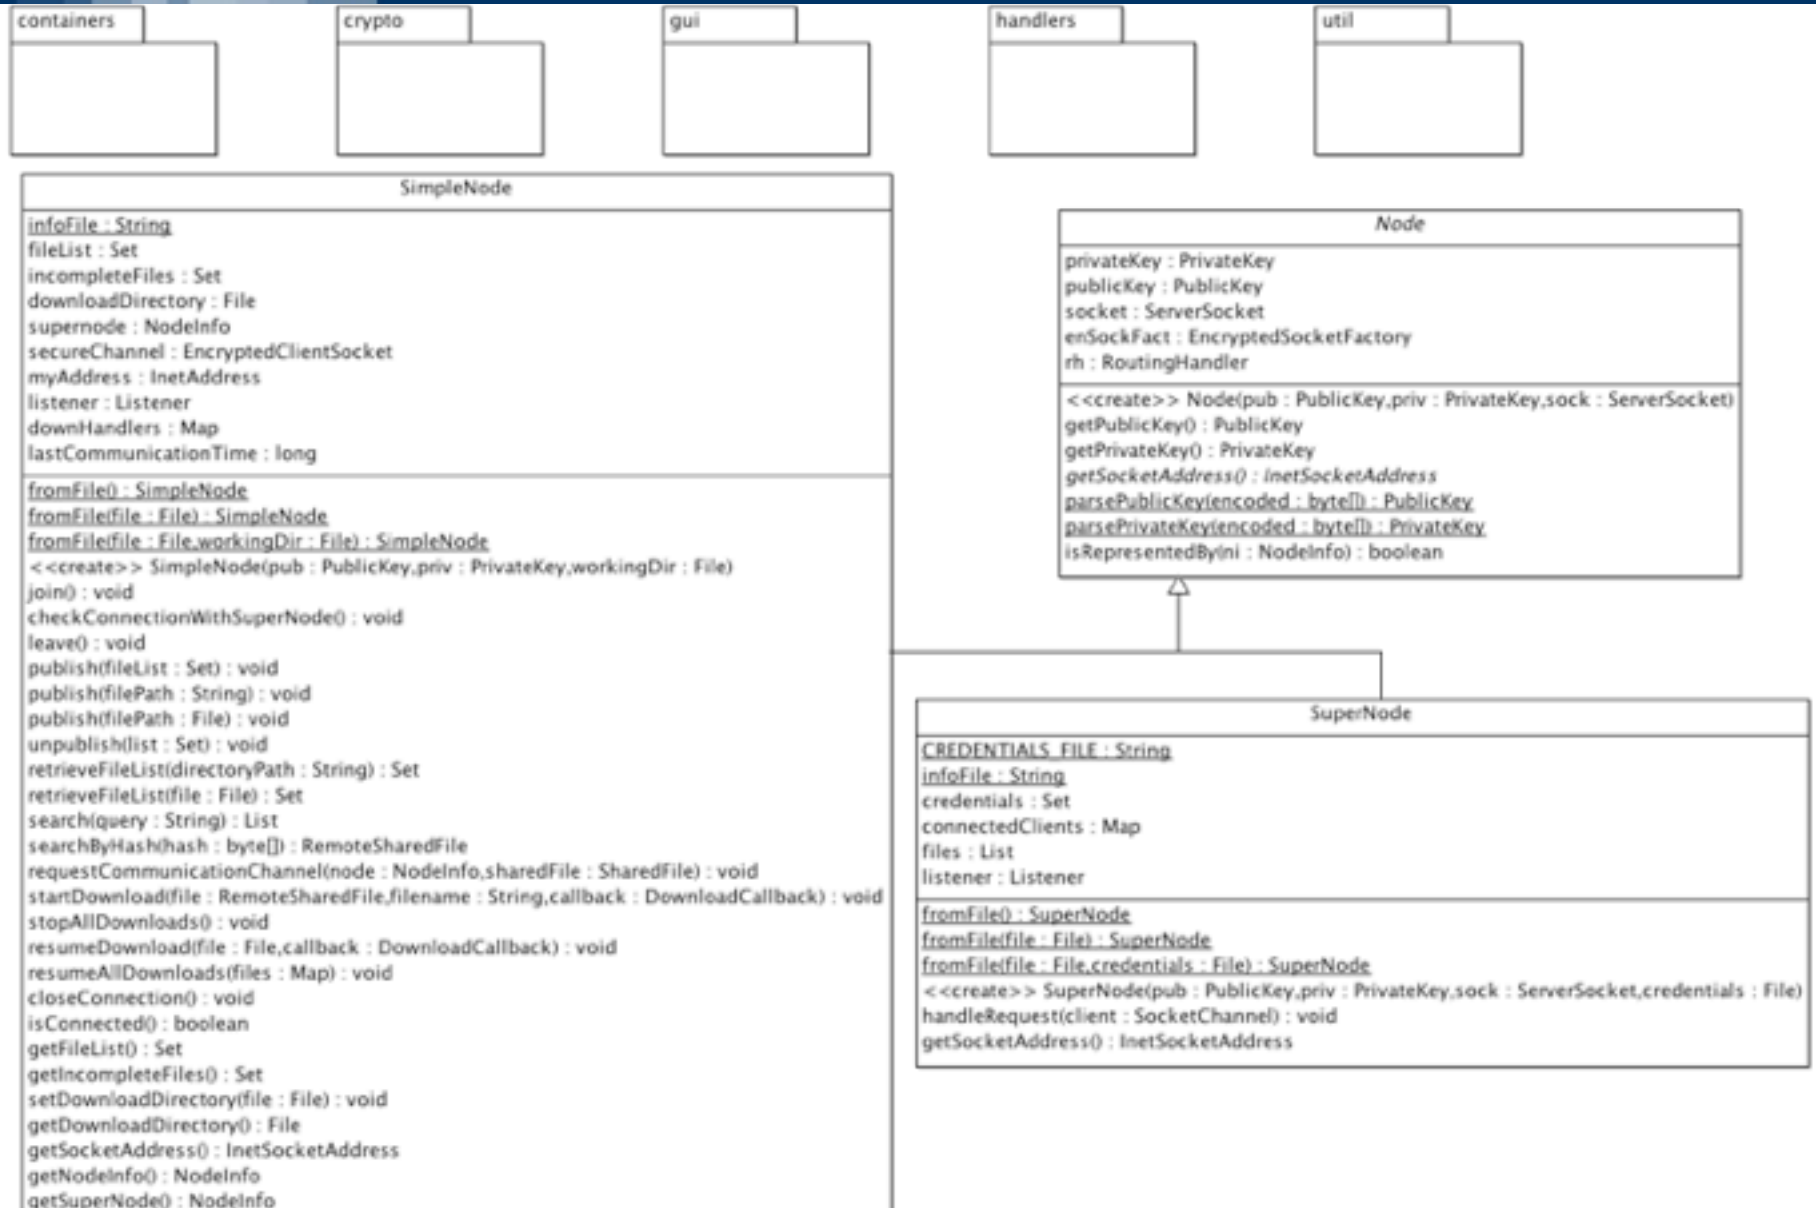 containers
crypto
gui
handlers
util
SimpleNode
infoFile : String
fileList : Set
incompleteFiles : Set
downloadDirectory : File
supernode : NodeInfo
secureChannel : EncryptedClientSocket
myAddress : InetAddress
listener : Listener
downHandlers : Map
lastCommunicationTime : long
fromFile() : SimpleNode
fromFile(file : File) : SimpleNode
fromFile(file : File,workingDir : File) : SimpleNode
<<create>> SimpleNode(pub : PublicKey,priv : PrivateKey,workingDir : File)
join() : void
checkConnectionWithSuperNode() : void
leave() : void
publish(fileList : Set) : void
publish(filePath : String) : void
publish(filePath : File) : void
unpublish(list : Set) : void
retrieveFileList(directoryPath : String) : Set
retrieveFileList(file : File) : Set
search(query : String) : List
searchByHash(hash : byte[]) : RemoteSharedFile
requestCommunicationChannel(node : NodeInfo,sharedFile : SharedFile) : void
startDownload(file : RemoteSharedFile,filename : String,callback : DownloadCallback) : void
stopAllDownloads() : void
resumeDownload(file : File,callback : DownloadCallback) : void
resumeAllDownloads(files : Map) : void
closeConnection() : void
isConnected() : boolean
getFileList() : Set
getIncompleteFiles() : Set
setDownloadDirectory(file : File) : void
getDownloadDirectory() : File
getSocketAddress() : InetSocketAddress
getNodeInfo() : NodeInfo
getSuperNode() : NodeInfo
Node
privateKey : PrivateKey
publicKey : PublicKey
socket : ServerSocket
enSockFact : EncryptedSocketFactory
rh : RoutingHandler
<<create>> Node(pub : PublicKey,priv : PrivateKey,sock : ServerSocket)
getPublicKey() : PublicKey
getPrivateKey() : PrivateKey
getSocketAddress() : InetSocketAddress
parsePublicKey(encoded : byte[]) : PublicKey
parsePrivateKey(encoded : byte[]) : PrivateKey
isRepresentedBy(ni : NodeInfo) : boolean
SuperNode
CREDENTIALS_FILE : String
infoFile : String
credentials : Set
connectedClients : Map
files : List
listener : Listener
fromFile() : SuperNode
fromFile(file : File) : SuperNode
fromFile(file : File,credentials : File) : SuperNode
<<create>> SuperNode(pub : PublicKey,priv : PrivateKey,sock : ServerSocket,credentials : File)
handleRequest(client : SocketChannel) : void
getSocketAddress() : InetSocketAddress